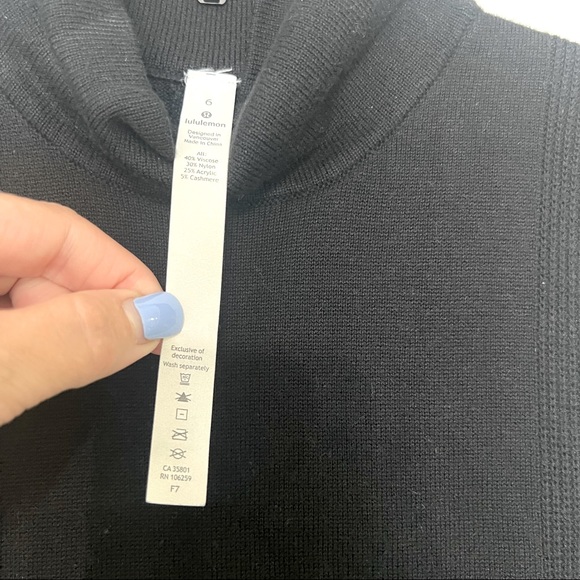 6
lululemon
Designed in
Vancouver
Made in China
All:
40% Viscose
30% Nylon
25% Acrylic
5% Cashmere
Exclusive of
decoration
Wash separately
CA 35801
RN 106259
F7